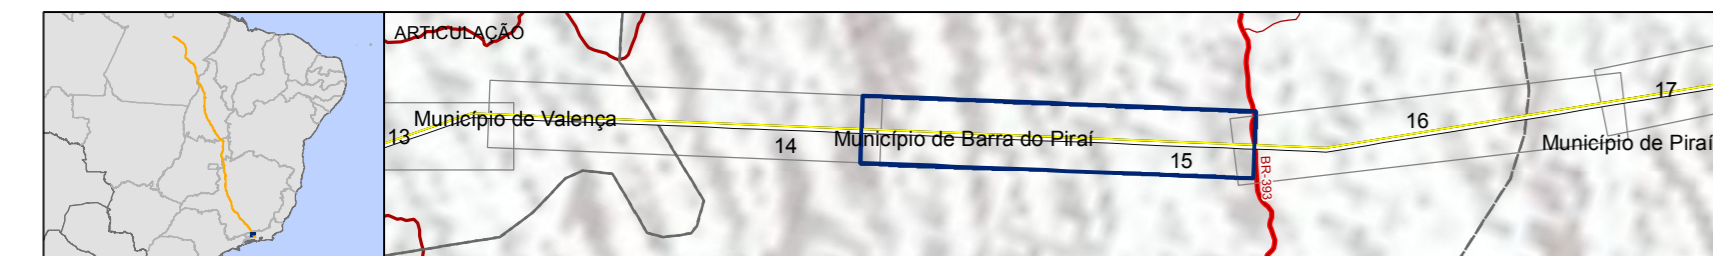 ARTICULAÇÃO
17
Município de Valença
16
13
Município de Barra do Piraí
Município de Piraí
14
15
BR-393